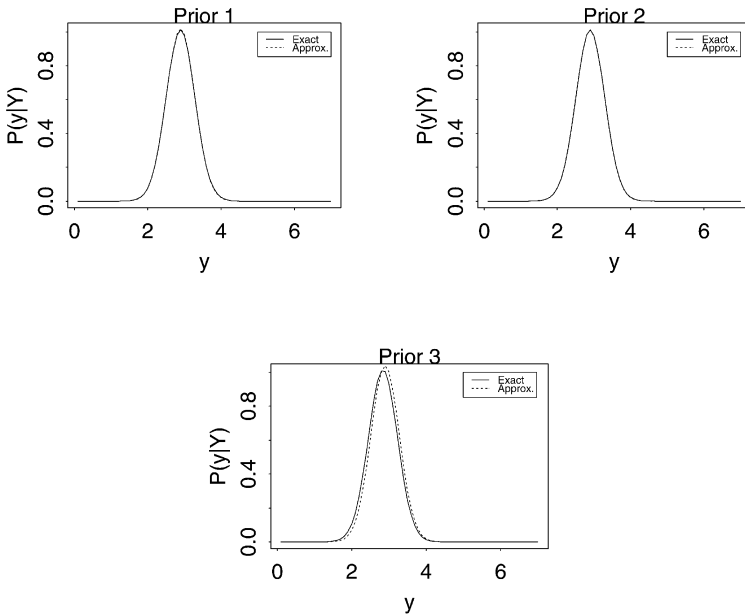 Prior 1
P(y|Y)
0.0 0.4 0.8
Exact
Approx.
0 2 4 6
y
Prior 2
P(y|Y)
0.0 0.4 0.8
Exact
Approx.
0 2 4 6
y
Prior 3
P(y|Y)
0.0 0.4 0.8
Exact
Approx.
0 2 4 6
y